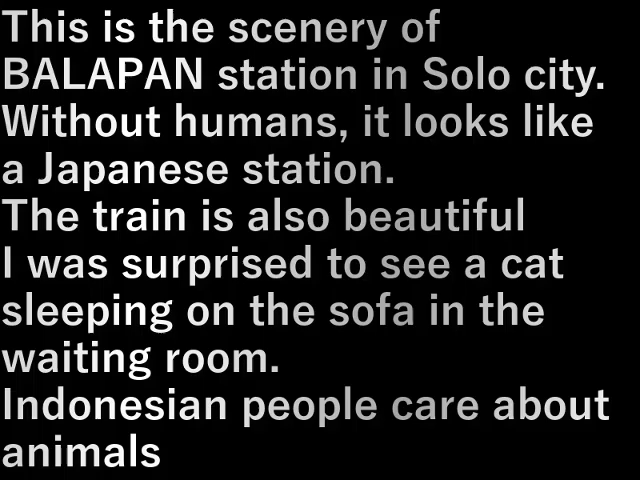 This is the scenery of
BALAPAN station in Solo city.
Without humans, it looks like
a Japanese station.
The train is also beautiful
I was surprised to see a cat
sleeping on the sofa in the
waiting room.
Indonesian people care about
animals